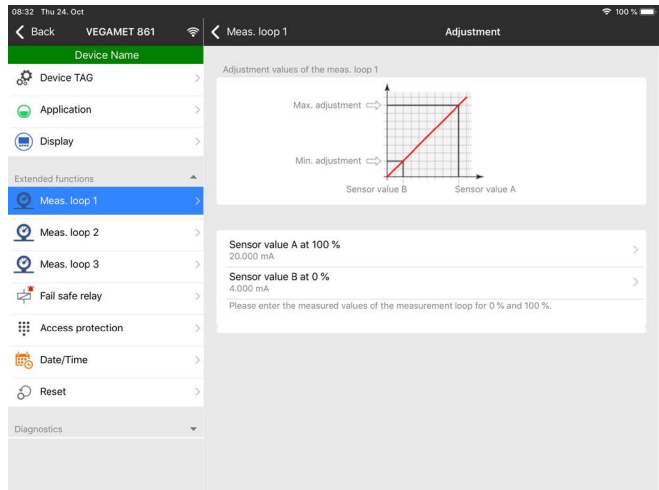 08:32 Thu 24. Oct
100 %
Back VEGAMET 861
Meas. loop 1
Adjustment
Device Name
Device TAG
Application
Display
Extended functions
Meas. loop 1
Meas. loop 2
Meas. loop 3
Fail safe relay
Access protection
Date/Time
Reset
Diagnostics
Adjustment values of the meas. loop 1
Max. adjustment
Min. adjustment
Sensor value B Sensor value A
Sensor value A at 100 %
20.000 mA
Sensor value B at 0 %
4.000 mA
Please enter the measured values of the measurement loop for 0 % and 100 %.